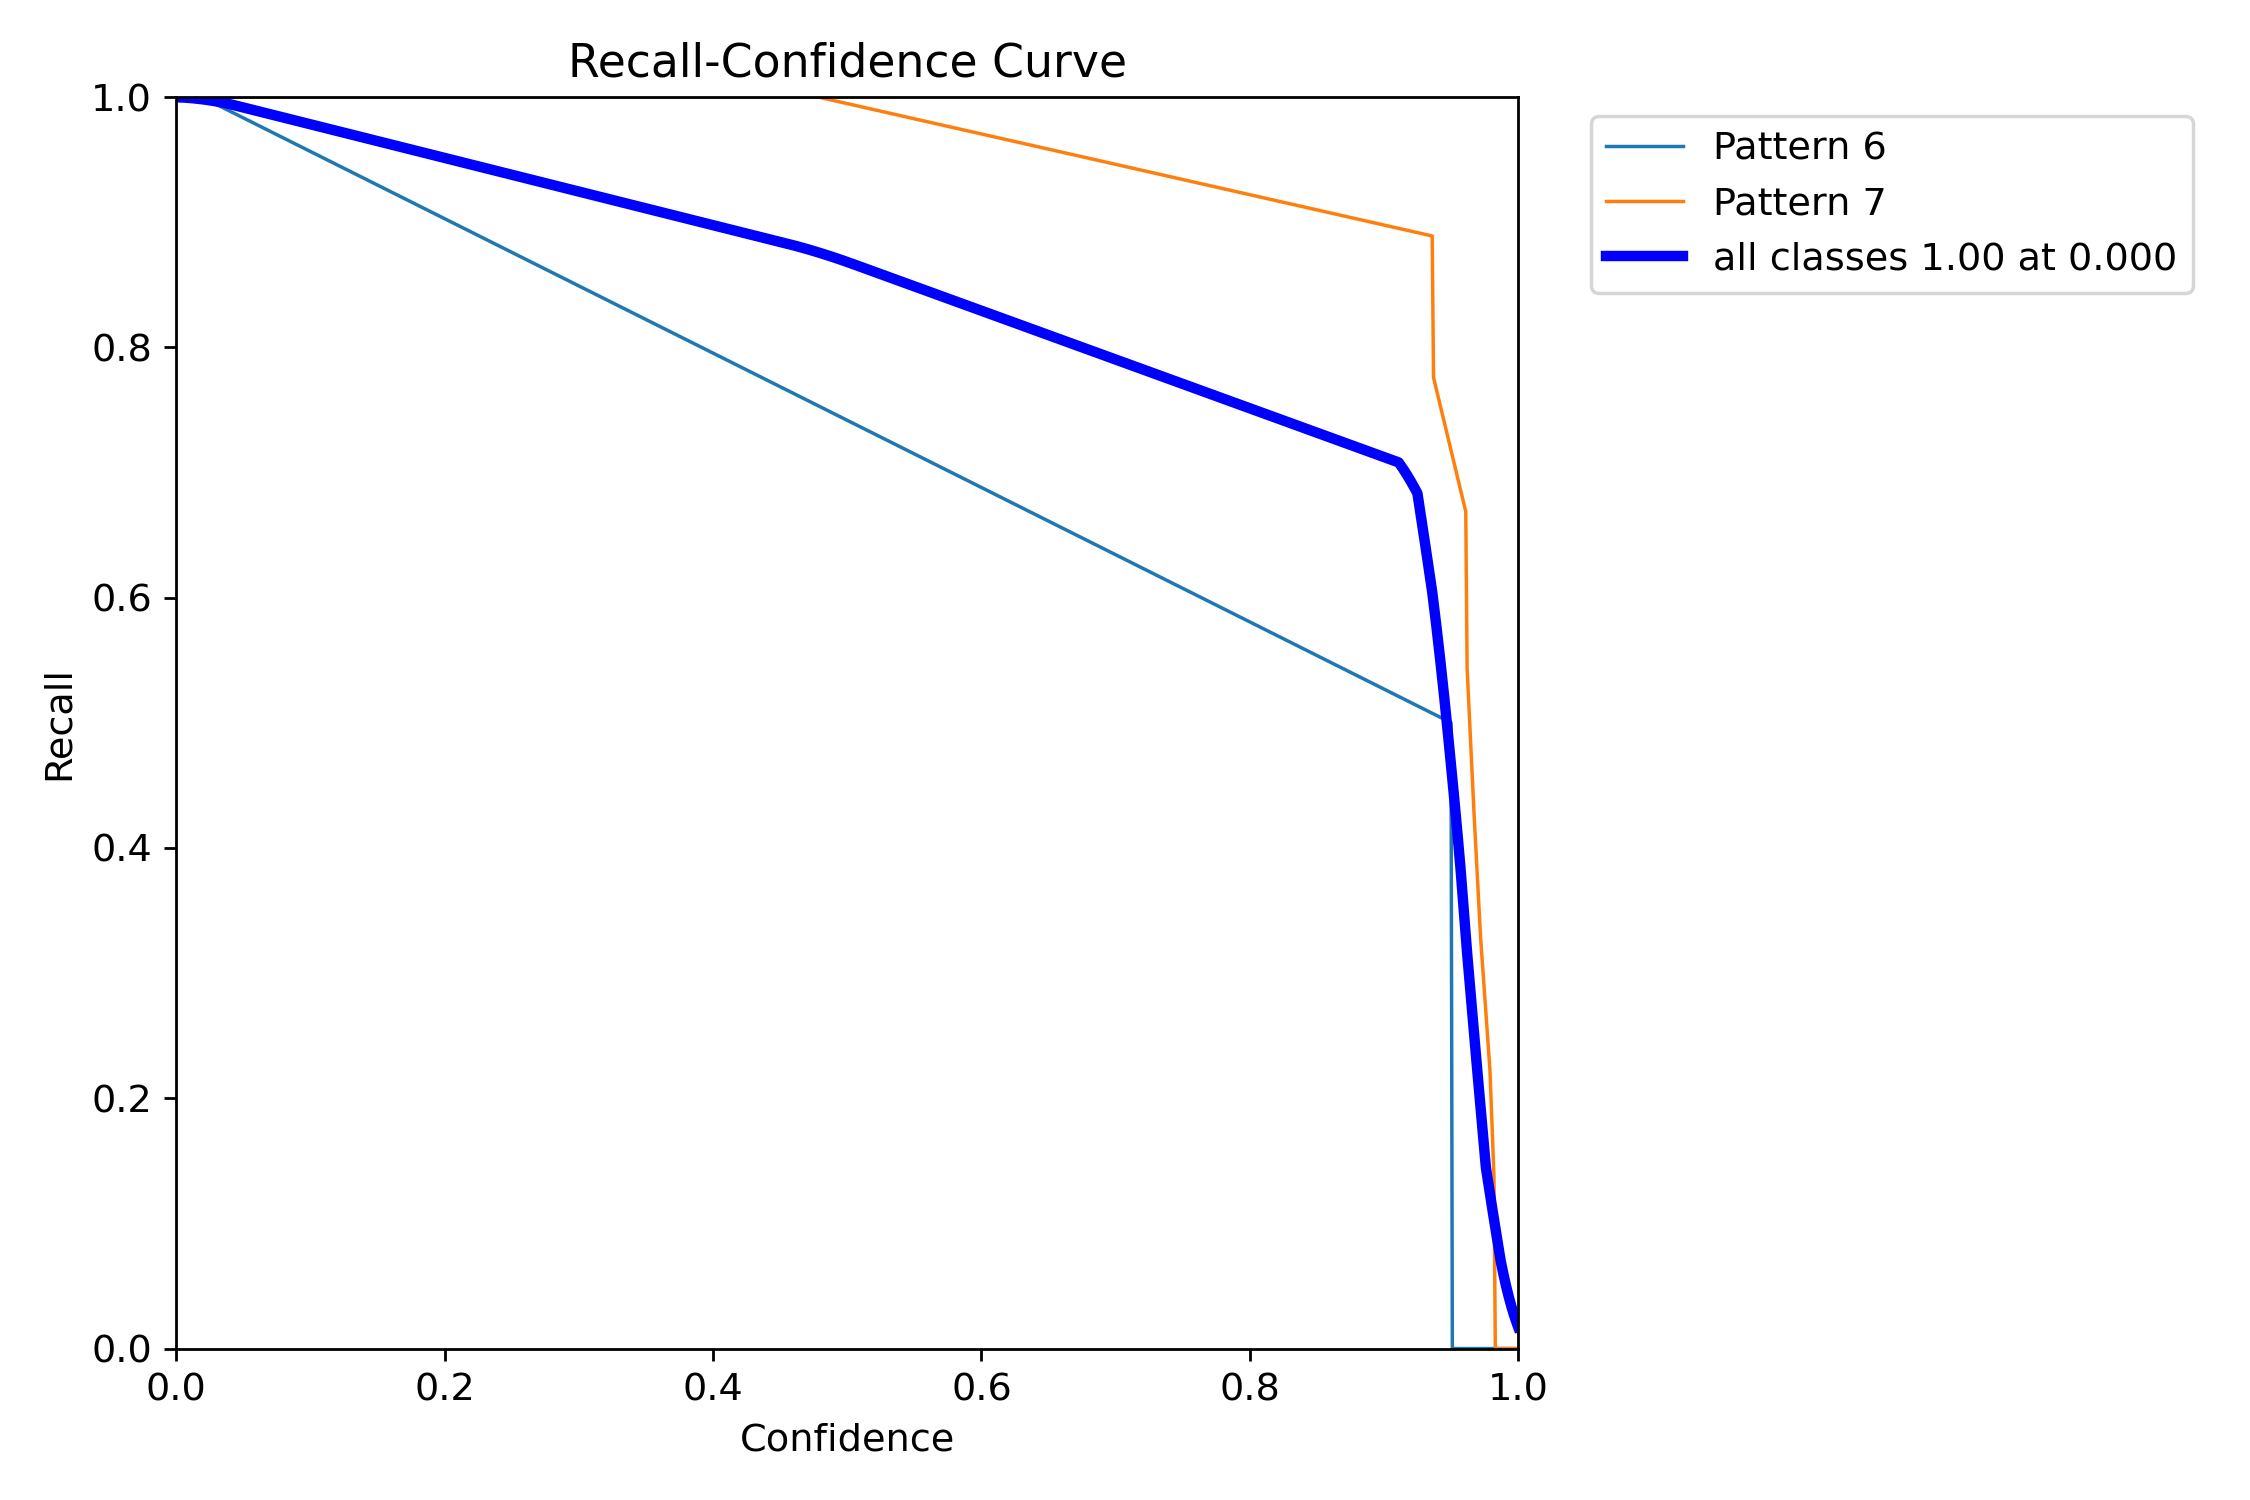 Recall-Confidence Curve
1.0
0.8
0.6
0.4
0.2
0.0
Recall
0.0 0.2 0.4 0.6 0.8 1.0
Confidence
Pattern 6
Pattern 7
all classes 1.00 at 0.000